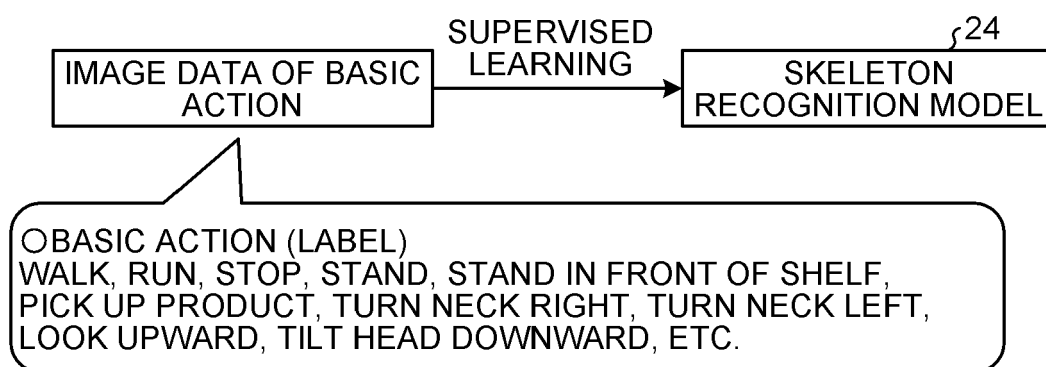 IMAGE DATA OF BASIC
ACTION
SUPERVISED
LEARNING
24
SKELETON
RECOGNITION MODEL
○BASIC ACTION (LABEL)
WALK, RUN, STOP, STAND, STAND IN FRONT OF SHELF,
PICK UP PRODUCT, TURN NECK RIGHT, TURN NECK LEFT,
LOOK UPWARD, TILT HEAD DOWNWARD, ETC.